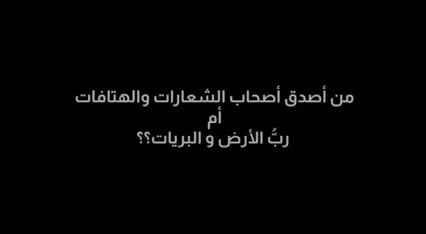 من أصدق أصحاب الشعارات والهتافات
أم
ربُّ الأرض و البريات؟؟